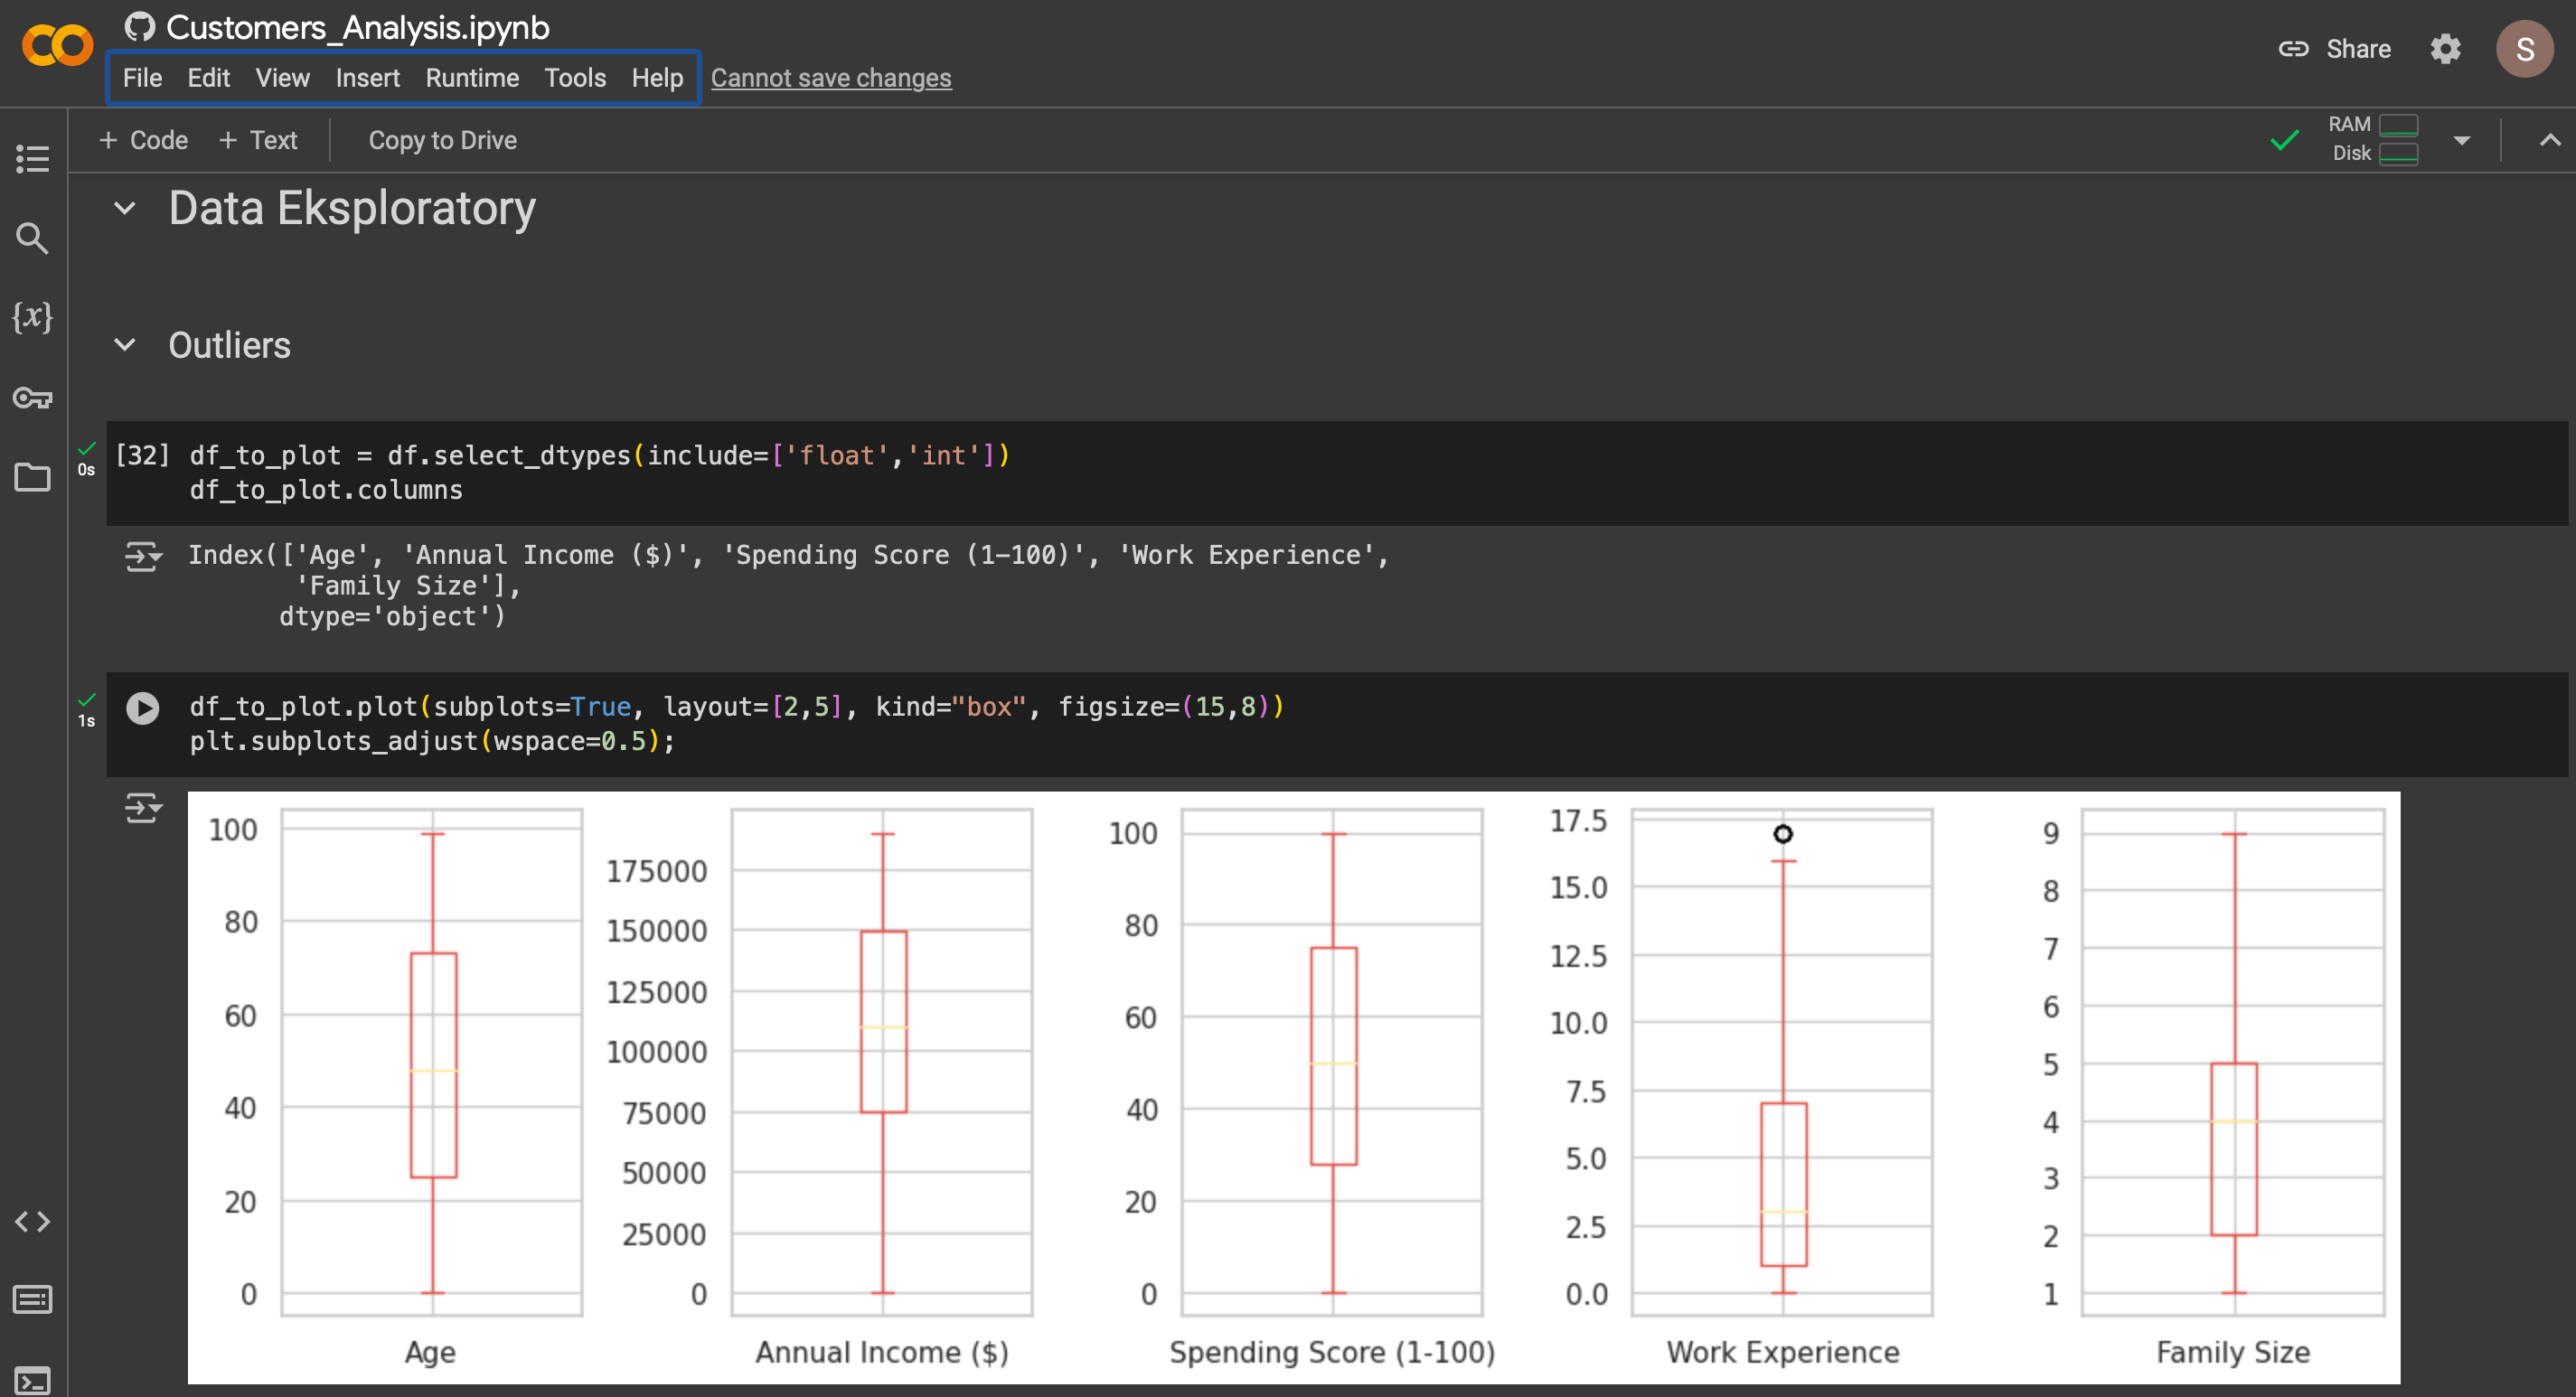 Customers_Analysis.ipynb
File Edit View Insert Runtime Tools Help Cannot save changes
Share
S
+ Code + Text Copy to Drive
RAM
Disk
Data Eksploratory
Outliers
{x}
0s
[32] df_to_plot = df.select_dtypes(include=['float','int'])
df_to_plot.columns
Index(['Age', 'Annual Income ($)', 'Spending Score (1-100)', 'Work Experience',
'Family Size'],
dtype='object')
1s
df_to_plot.plot(subplots=True, layout=[2,5], kind="box", figsize=(15,8))
plt.subplots_adjust(wspace=0.5);
100
80
60
40
20
0
Age
175000
150000
125000
100000
75000
50000
25000
0
Annual Income ($)
100
80
60
40
20
0
Spending Score (1-100)
17.5
15.0
12.5
10.0
7.5
5.0
2.5
0.0
Work Experience
9
8
7
6
5
4
3
2
1
Family Size